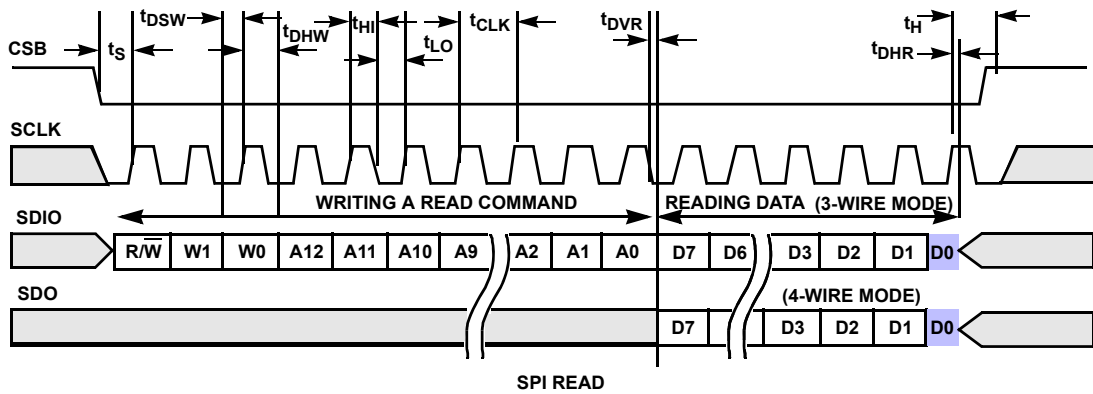 tDSW tHI tCLK tDVR tH
CSB tS tDHW tLO tDHR
SCLK
WRITING A READ COMMAND READING DATA (3-WIRE MODE)
SDIO
R/W̅ W1 W0 A12 A11 A10 A9 A2 A1 A0 D7 D6 D3 D2 D1 D0
SDO (4-WIRE MODE)
D7 D3 D2 D1 D0
SPI READ